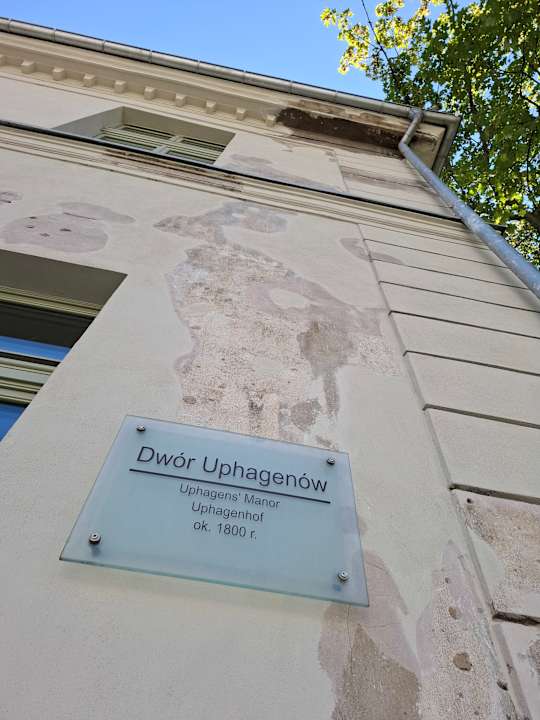 Dwór Uphagenów
Uphagens' Manor
Uphagenhof
ok. 1800 r.